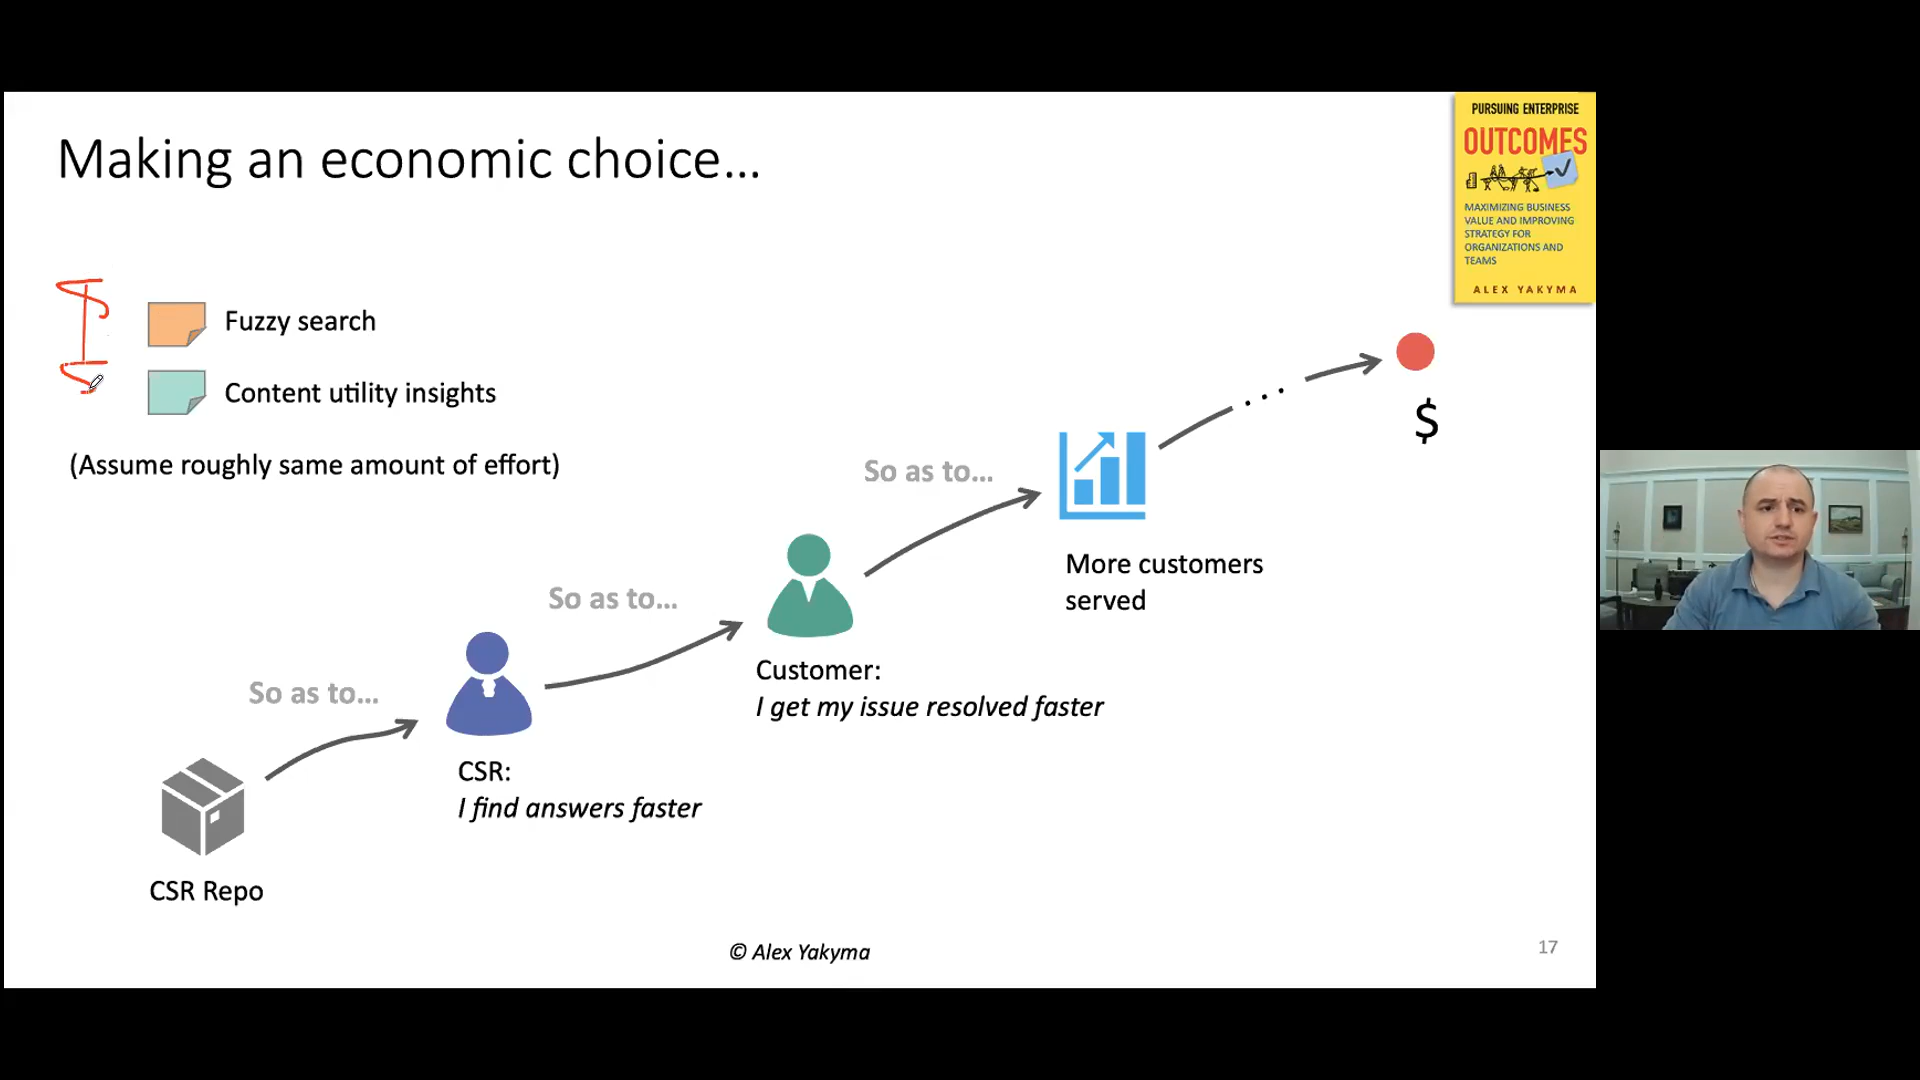 Making an economic choice...
PURSUING ENTERPRISE
OUTCOMES
MAXIMIZING BUSINESS
VALUE AND IMPROVING
STRATEGY FOR
ORGANIZATIONS AND
TEAMS
ALEX YAKYMA
Fuzzy search
Content utility insights
(Assume roughly same amount of effort)
$
So as to...
More customers
served
So as to...
Customer:
I get my issue resolved faster
So as to...
CSR:
I find answers faster
CSR Repo
© Alex Yakyma
17